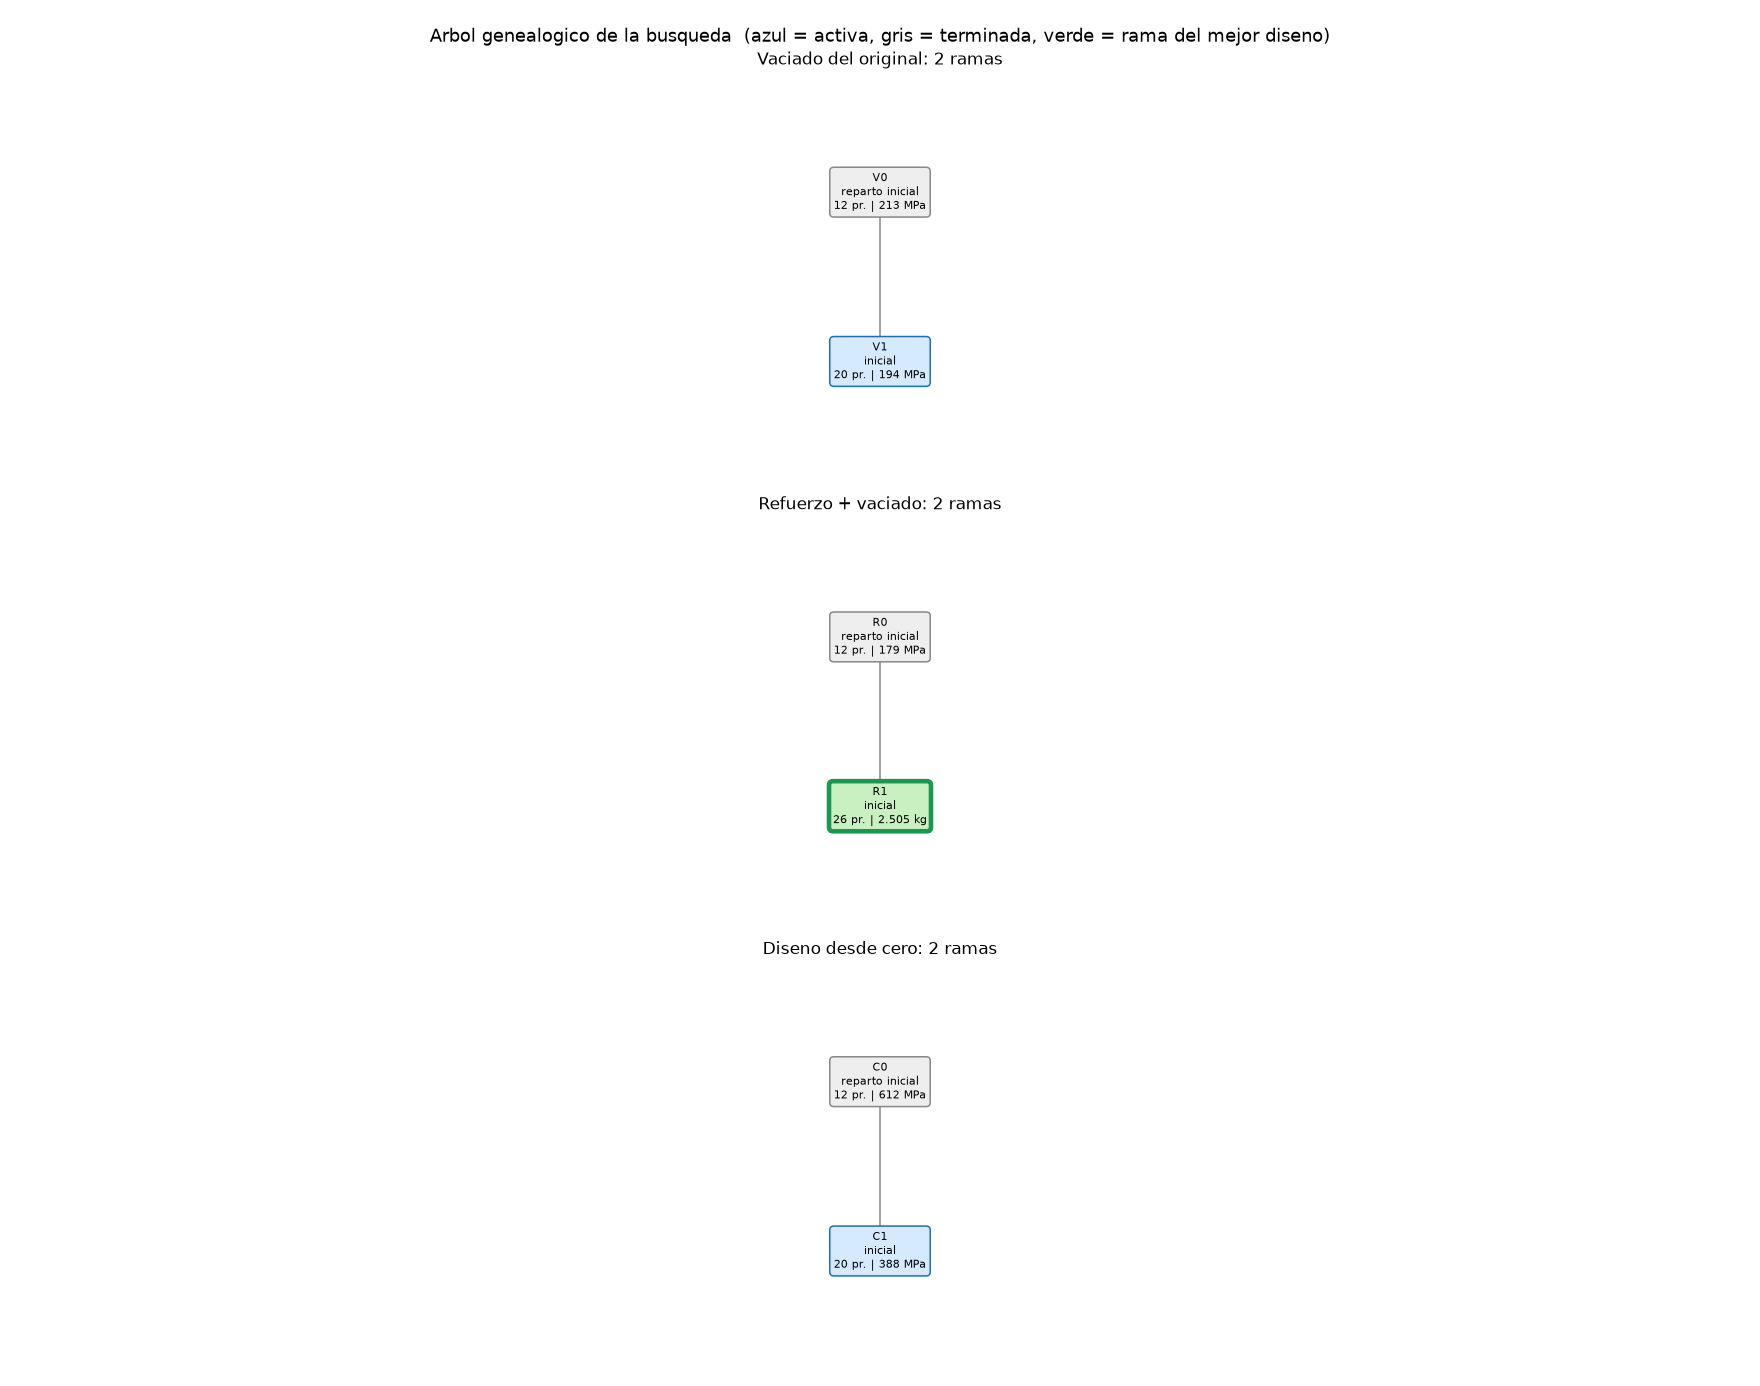 Arbol genealogico de la busqueda  (azul = activa, gris = terminada, verde = rama del mejor diseno)
Vaciado del original: 2 ramas
V0
reparto inicial
12 pr. | 213 MPa
V1
inicial
20 pr. | 194 MPa
Refuerzo + vaciado: 2 ramas
R0
reparto inicial
12 pr. | 179 MPa
R1
inicial
26 pr. | 2.505 kg
Diseno desde cero: 2 ramas
C0
reparto inicial
12 pr. | 612 MPa
C1
inicial
20 pr. | 388 MPa